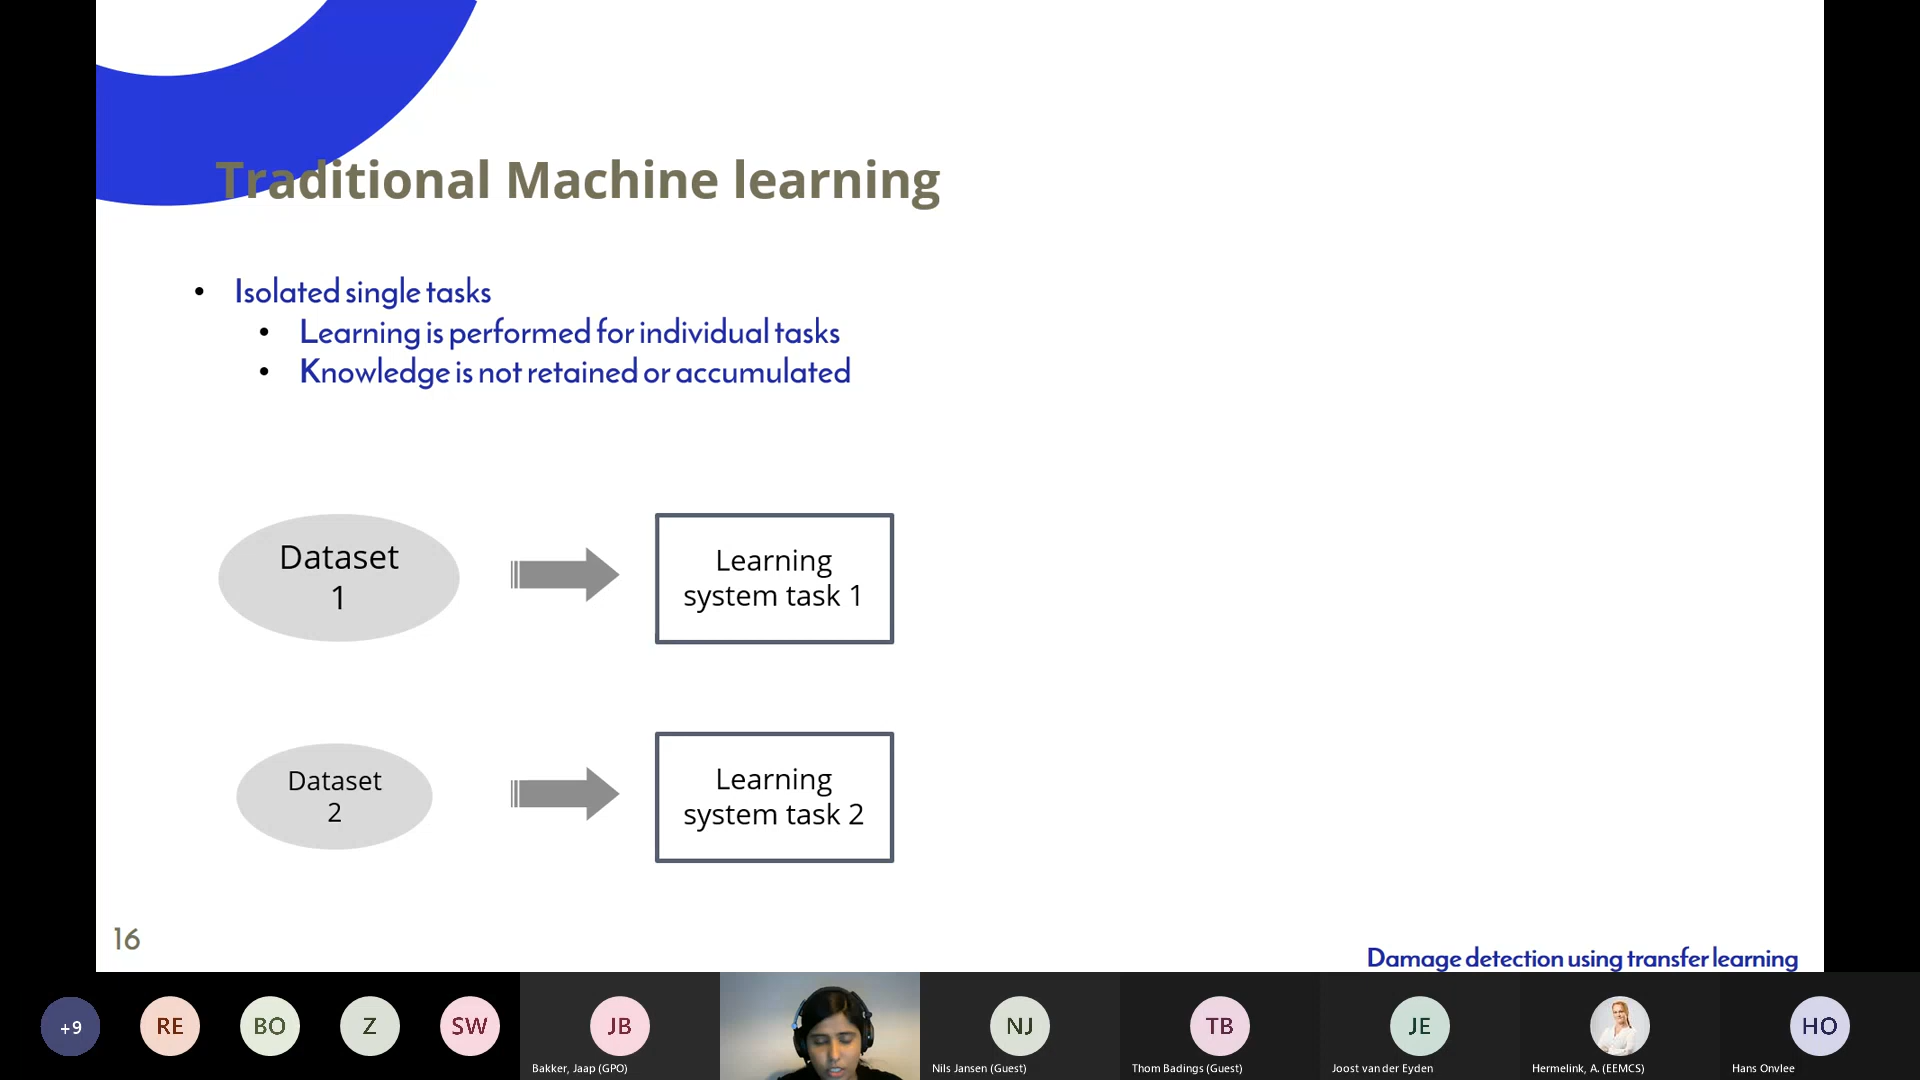 Traditional Machine learning
• Isolated single tasks
• Learning is performed for individual tasks
• Knowledge is not retained or accumulated
Dataset
1
Learning
system task 1
Dataset
2
Learning
system task 2
16
Damage detection using transfer learning
+9
RE
BO
Z
SW
JB
Bakker, Jaap (GPO)
NJ
Nils Jansen (Guest)
TB
Thom Badings (Guest)
JE
Joost van der Eyden
Hermelink, A. (EEMCS)
HO
Hans Onvlee